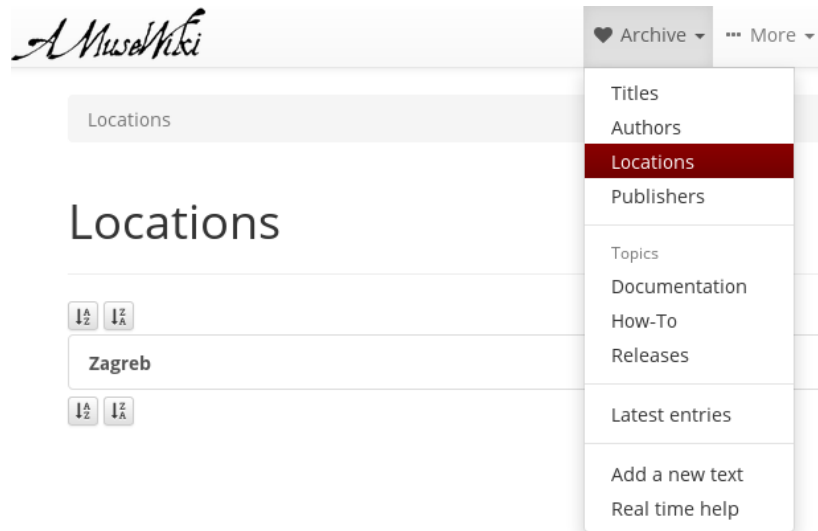 A MuseWiki
Archive
More
Locations
Titles
Authors
Locations
Publishers
Topics
Documentation
How-To
Releases
Latest entries
Add a new text
Real time help
Locations
A Z
Z A
Zagreb
A Z
Z A